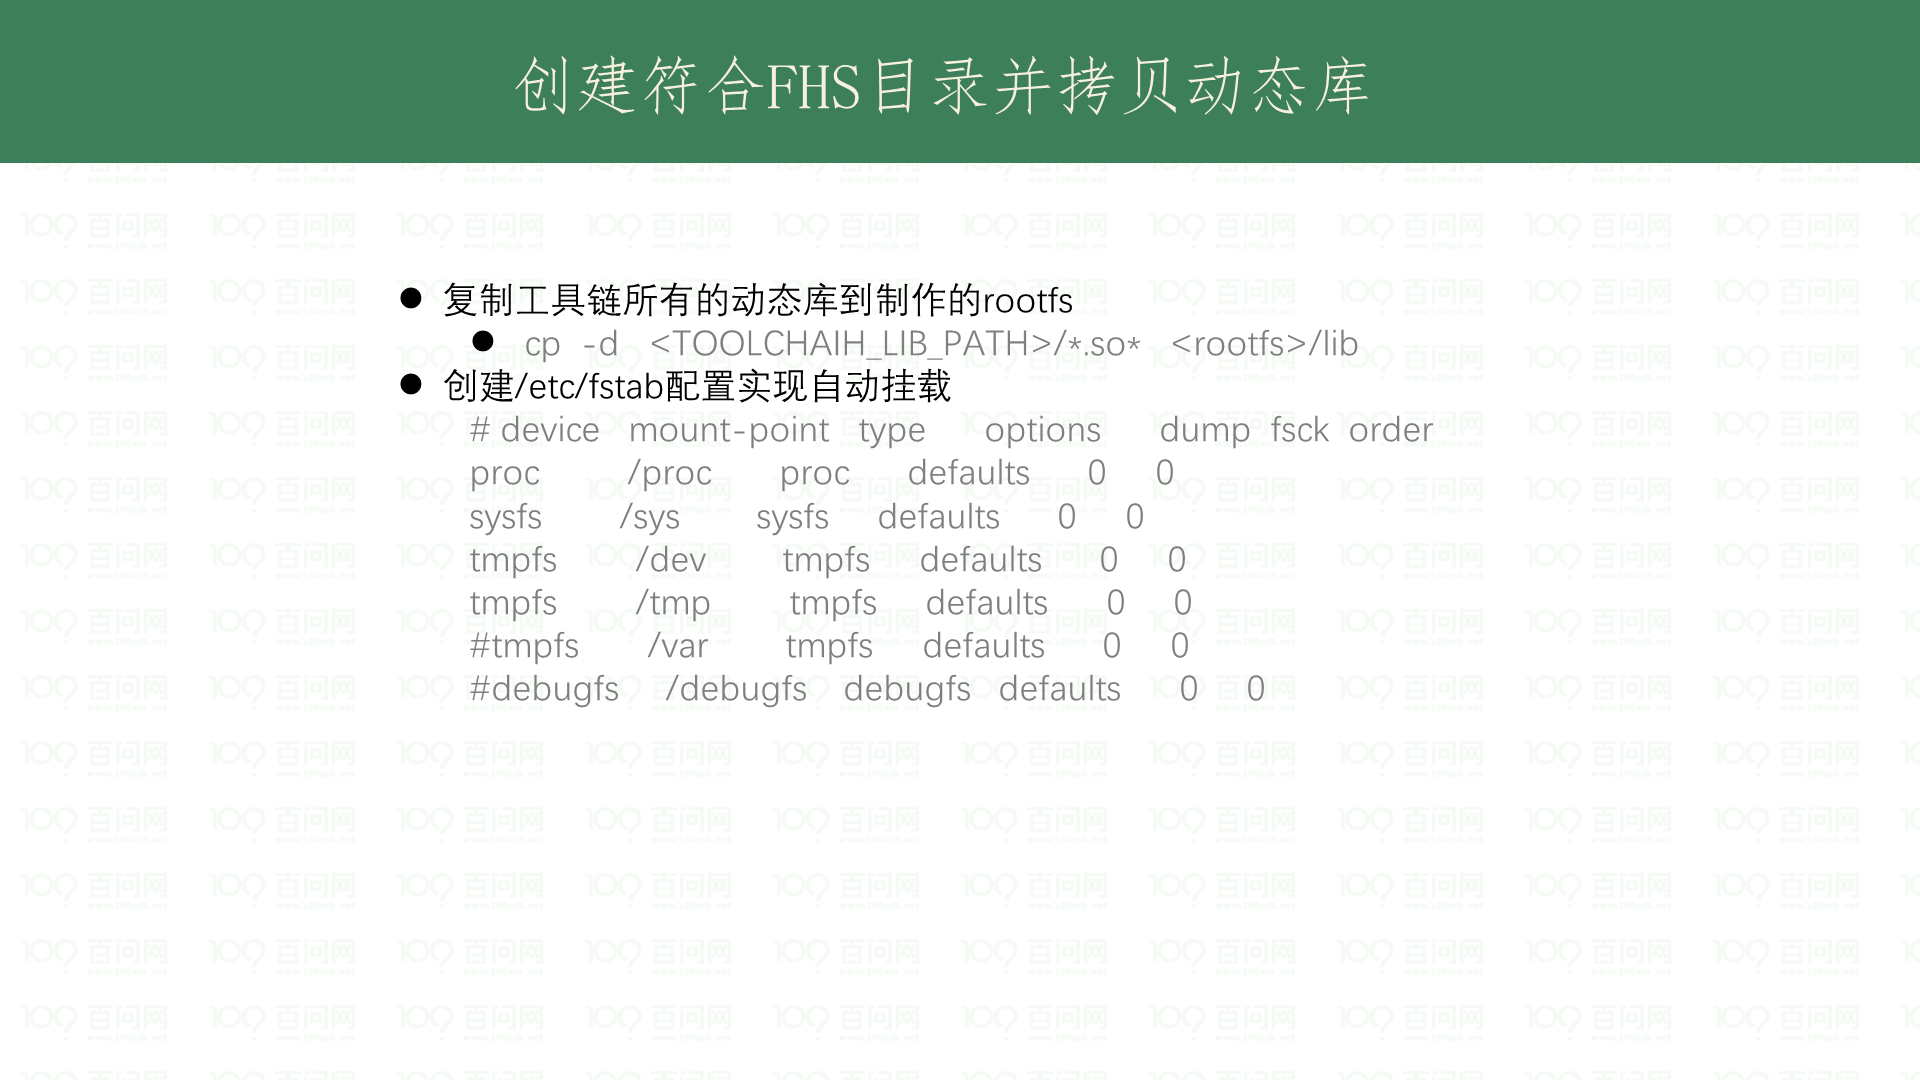 创建符合FHS目录并拷贝动态库
● 复制工具链所有的动态库到制作的rootfs
● cp -d <TOOLCHAIH_LIB_PATH>/*.so* <rootfs>/lib
● 创建/etc/fstab配置实现自动挂载
# device mount-point type options dump fsck order
proc /proc proc defaults 0 0
sysfs /sys sysfs defaults 0 0
tmpfs /dev tmpfs defaults 0 0
tmpfs /tmp tmpfs defaults 0 0
#tmpfs /var tmpfs defaults 0 0
#debugfs /debugfs debugfs defaults 0 0